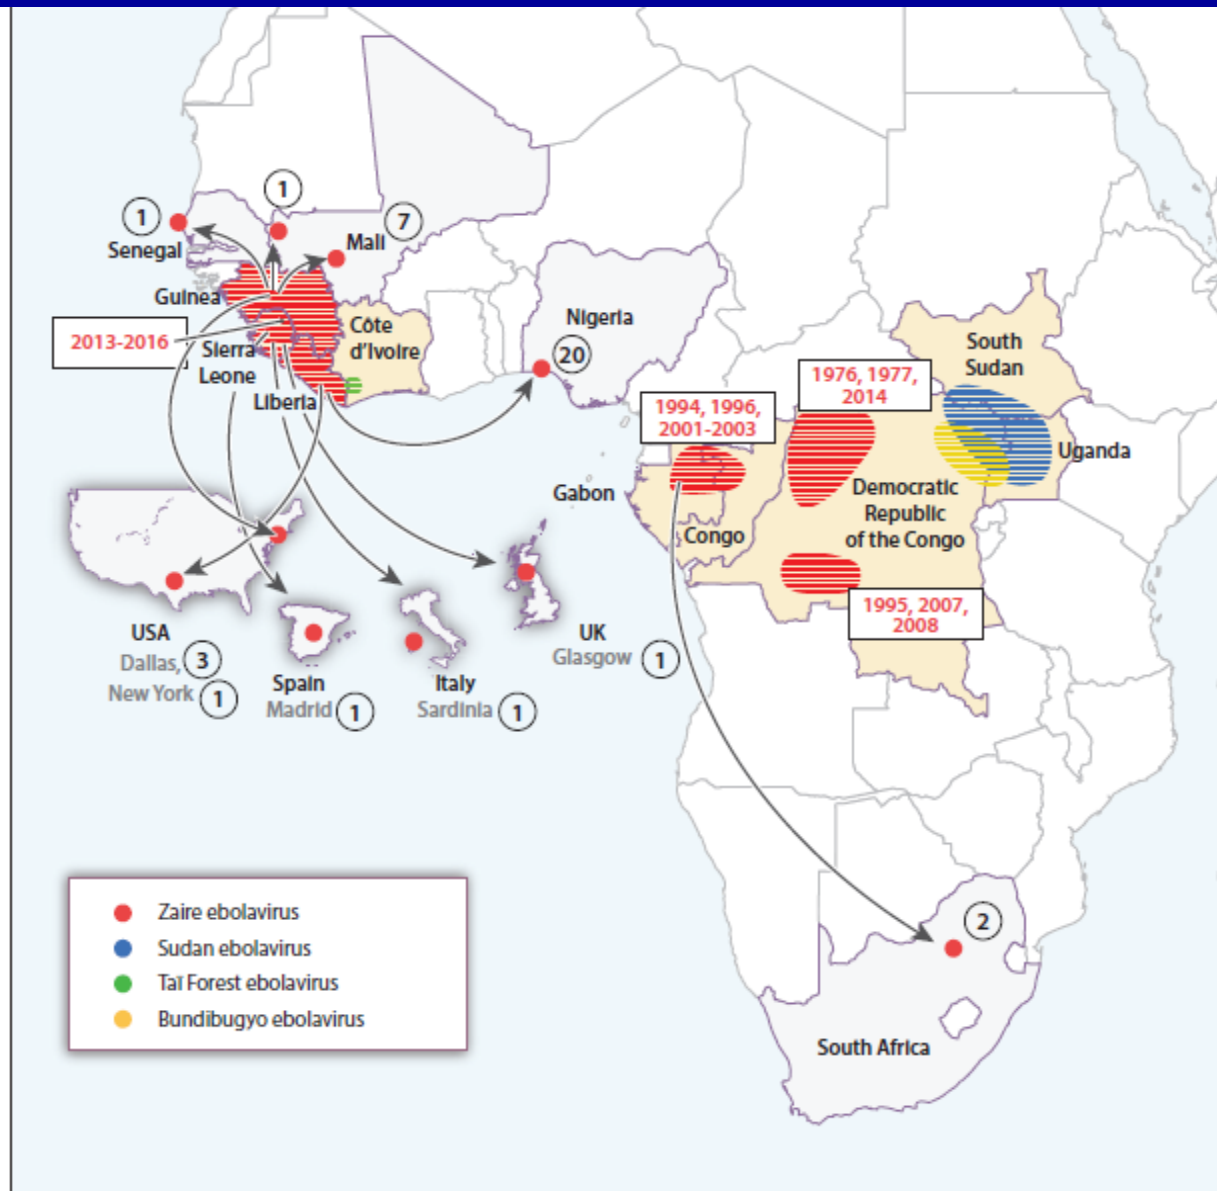 1
1
7
Senegal
Mali
Guinea
2013-2016
Sierra
Leone
Liberia
Côte
d'Ivoire
Nigeria
20
South
Sudan
1976, 1977,
2014
1994, 1996,
2001-2003
Uganda
Gabon
Congo
Democratic
Republic
of the Congo
1995, 2007,
2008
USA
Dallas, 3
New York 1
Spain
Madrid 1
Italy
Sardinia 1
UK
Glasgow 1
2
South Africa
Zaire ebolavirus
Sudan ebolavirus
Taï Forest ebolavirus
Bundibugyo ebolavirus